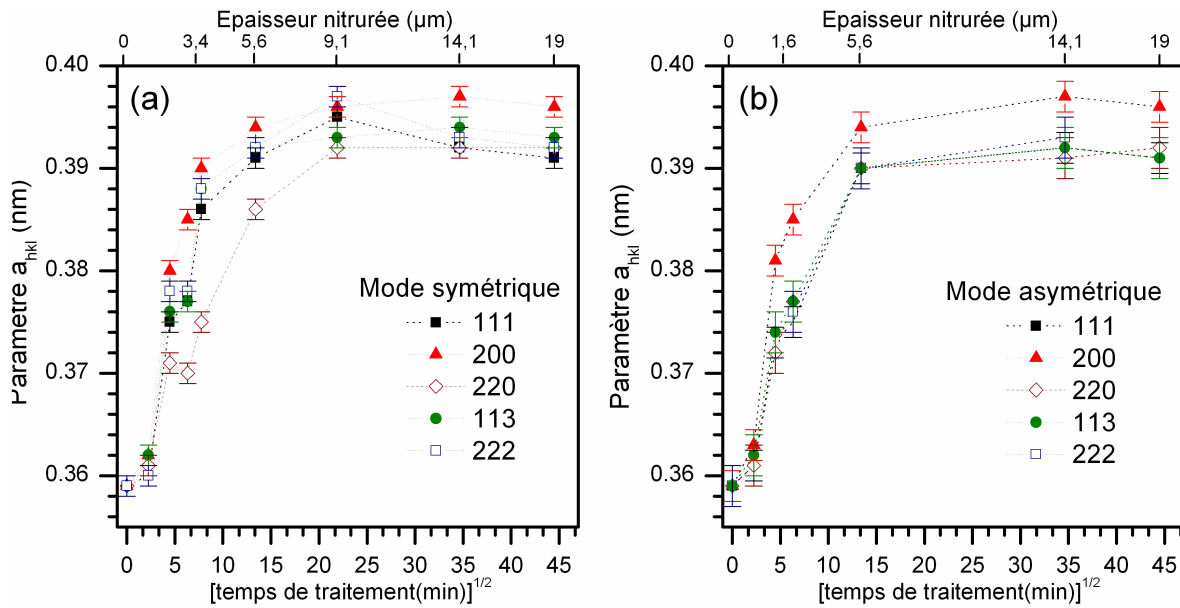 Epaisseur nitrurée (µm)
0 3,4 5,6 9,1 14,1 19
Paramètre a_hkl (nm)
0.40
0.39
0.38
0.37
0.36
(a)
Mode symétrique
111
200
220
113
222
0 5 10 15 20 25 30 35 40 45
[temps de traitement(min)]^1/2
Epaisseur nitrurée (µm)
0 1,6 5,6 14,1 19
Paramètre a_hkl (nm)
0.40
0.39
0.38
0.37
0.36
(b)
Mode asymétrique
111
200
220
113
222
0 5 10 15 20 25 30 35 40 45
[temps de traitement(min)]^1/2